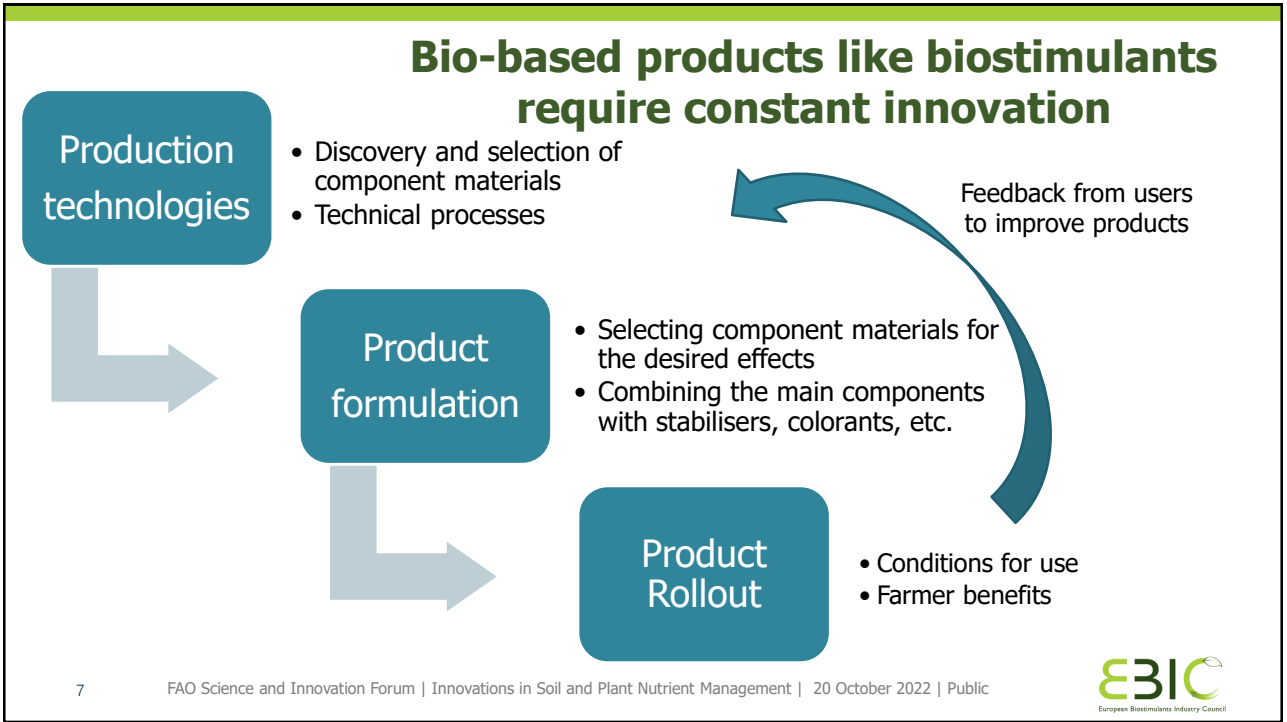 Bio-based products like biostimulants
require constant innovation
Production
technologies
• Discovery and selection of
component materials
• Technical processes
Feedback from users
to improve products
Product
formulation
• Selecting component materials for
the desired effects
• Combining the main components
with stabilisers, colorants, etc.
Product
Rollout
• Conditions for use
• Farmer benefits
7
FAO Science and Innovation Forum | Innovations in Soil and Plant Nutrient Management | 20 October 2022 | Public
EBIC
European Biostimulants Industry Council